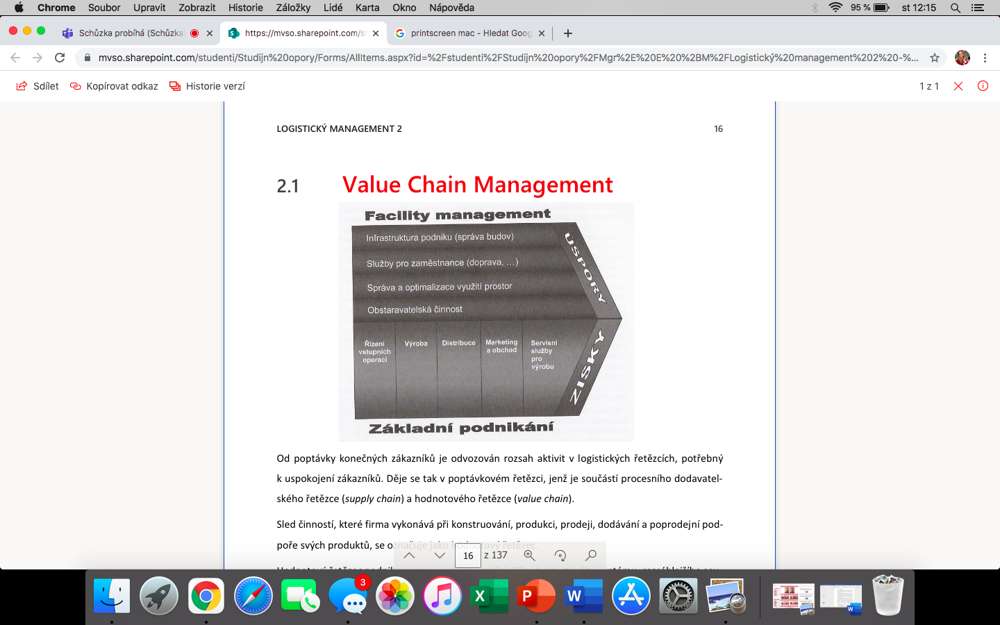 Chrome Soubor Upravit Zobrazit Historie Záložky Lidé Karta Okno Nápověda 95 % st 12:15
Schůzka probíhá (Schůzka https://mvso.sharepoint.com/s printscreen mac - Hledat Goog
mvso.sharepoint.com/studenti/Studijn%20opory/Forms/AllItems.aspx?id=%2Fstudenti%2FStudijn%20opory%2FMgr%2E%20E%20%2BM%2FLogistický%20management%202%20-%...
Sdílet Kopírovat odkaz Historie verzí 1 z 1
LOGISTICKÝ MANAGEMENT 2 16
2.1 Value Chain Management
Facility management
Infrastruktura podniku (správa budov)
Služby pro zaměstnance (doprava, ...)
Správa a optimalizace využití prostor
Obstaravatelská činnost
ÚSPORY
Řízení
vstupních
operací
Výroba
Distribuce
Marketing
a obchod
Servisní
služby
pro
výrobu
ZISKY
Základní podnikání
Od poptávky konečných zákazníků je odvozován rozsah aktivit v logistických řetězcích, potřebný
k uspokojení zákazníků. Děje se tak v poptávkovém řetězci, jenž je součástí procesního dodavatel-
ského řetězce (supply chain) a hodnotového řetězce (value chain).
Sled činností, které firma vykonává při konstruování, produkci, prodeji, dodávání a poprodejní pod-
poře svých produktů, se označuje jako hodnotový řetězec.
16 z 137
3